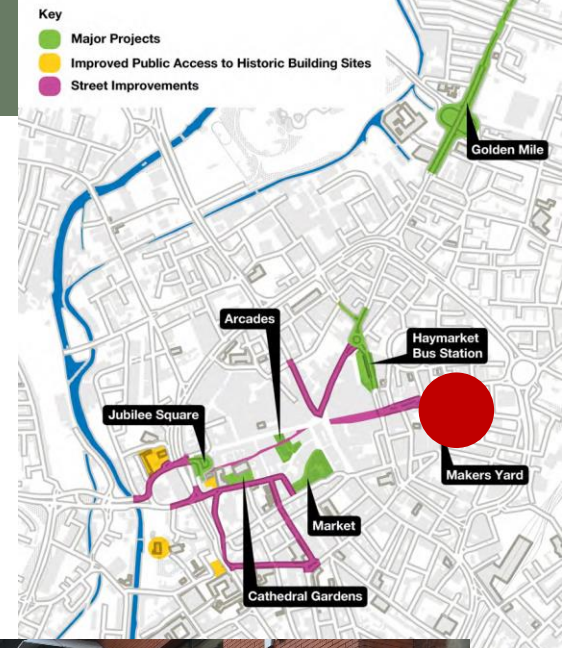 Key
Major Projects
Improved Public Access to Historic Building Sites
Street Improvements
Golden Mile
Arcades
Haymarket
Bus Station
Jubilee Square
Makers Yard
Market
Cathedral Gardens